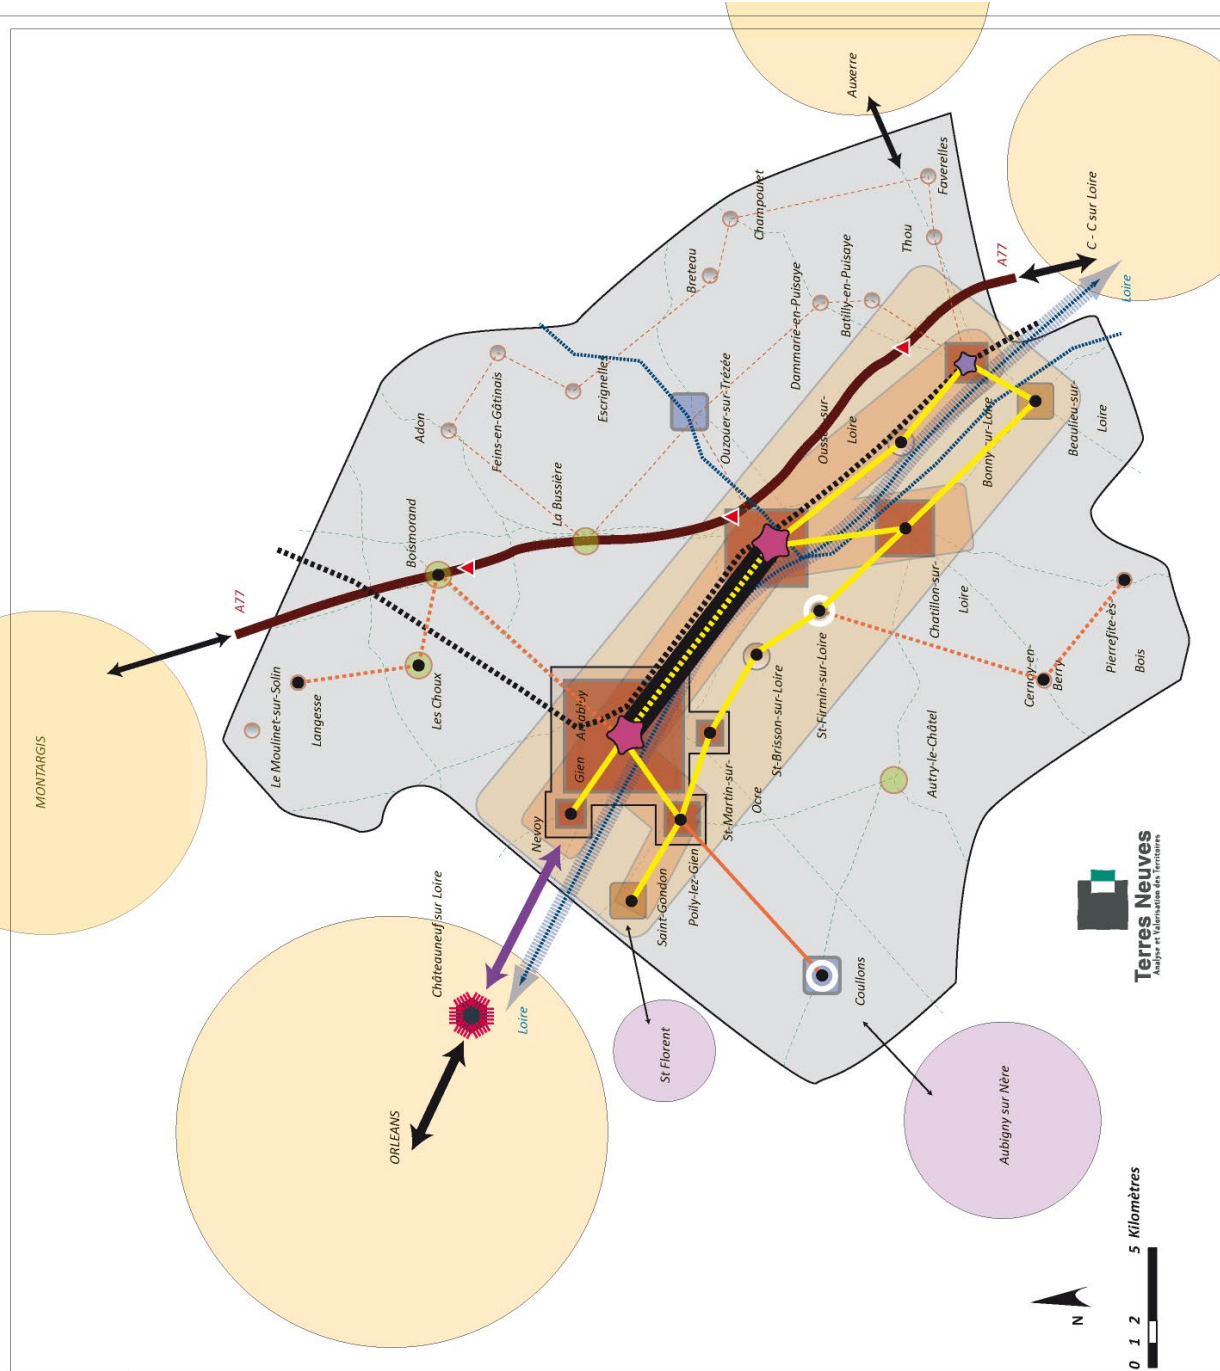 MONTARGIS
A77
Le Moulinet-sur-Solin
Langesse
Les Choux
Boismorand
Adon
Feins-en-Gâtinais
La Bussière
Escrignelles
Breteau
Champoulet
Auxerre
Faverelles
Thou
Batilly-en-Puisaye
Dammarie-en-Puisaye
Ouzouer-sur-Trézée
Ousson-sur-
Loire
A77
C - C sur Loire
Loire
Bonny-sur-Loire
Beaulieu-sur-
Loire
Chatillon-sur-
Loire
Pierrefite-ès-
Bois
Cernoy-en-
Berry
St-Firmin-sur-Loire
St-Brisson-sur-Loire
Autry-le-Châtel
St-Martin-sur-
Ocre
Arrabloy
Gien
Nevoy
Poily-lez-Gien
Saint-Gondon
Coullons
Châteauneuf sur Loire
Loire
ORLEANS
St Florent
Aubigny sur Nère
Terres Neuves
Analyse et Valorisation des Territoires
N
0 1 2 5 Kilomètres